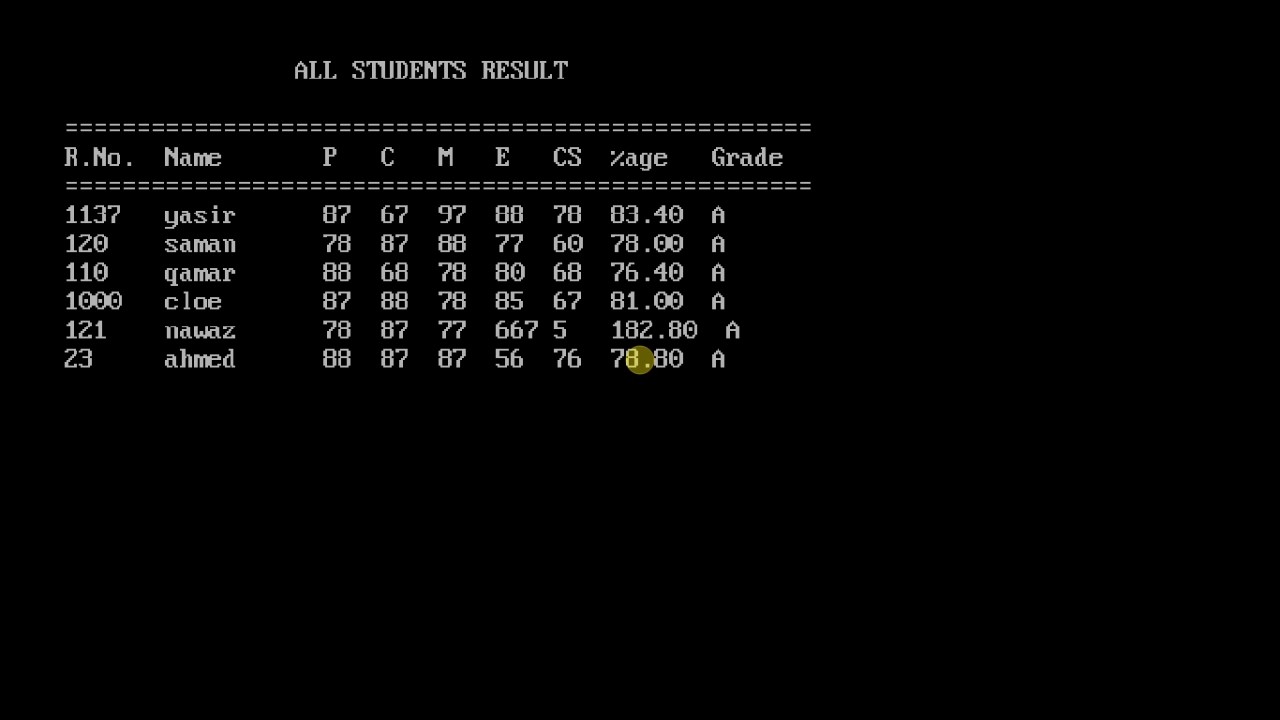 ALL STUDENTS RESULT
====================================================
R.No. Name P C M E CS %age Grade
====================================================
1137 yasir 87 67 97 88 78 83.40 A
120 saman 78 87 88 77 60 78.00 A
110 qamar 88 68 78 80 68 76.40 A
1000 cloe 87 88 78 85 67 81.00 A
121 nawaz 78 87 77 667 5 182.80 A
23 ahmed 88 87 87 56 76 78.80 A